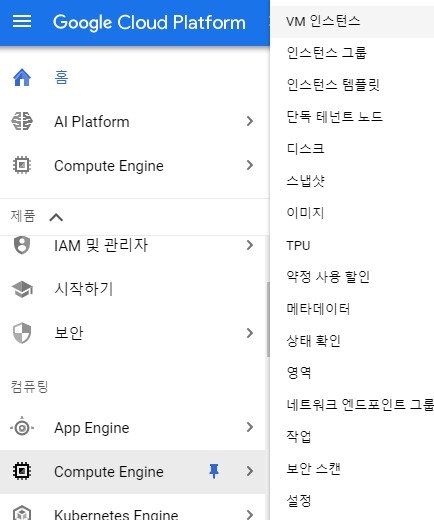 Google Cloud Platform
홈
AI Platform
Compute Engine
제품
IAM 및 관리자
시작하기
보안
컴퓨팅
App Engine
Compute Engine
Kubernetes Engine
VM 인스턴스
인스턴스 그룹
인스턴스 템플릿
단독 테넌트 노드
디스크
스냅샷
이미지
TPU
약정 사용 할인
메타데이터
상태 확인
영역
네트워크 엔드포인트 그룹
작업
보안 스캔
설정